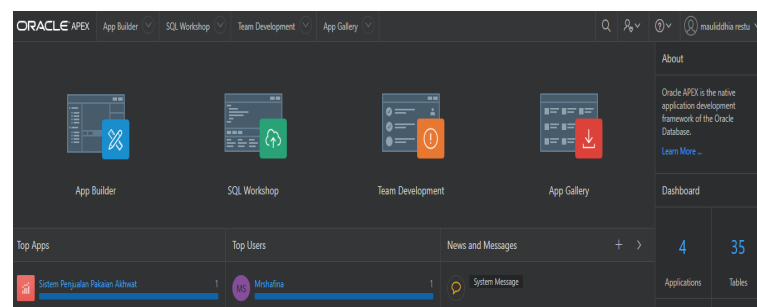 ORACLE APEX App Builder SQL Workshop Team Development App Gallery mauliddhia restu
About
Oracle APEX is the native
application development
framework of the Oracle
Database.
Learn More ...
App Builder SQL Workshop Team Development App Gallery
Dashboard
4 35
Applications Tables
Top Apps Top Users News and Messages
Sistem Penjualan Pakaian Akhwat 1
MS Mrshafina 1
System Message